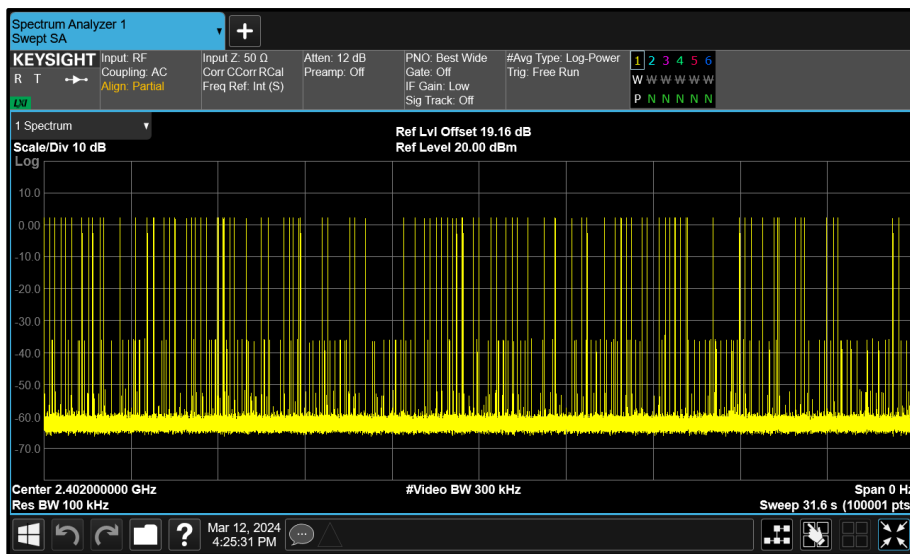 Spectrum Analyzer 1
Swept SA
+
KEYSIGHT
R T
LXI
Input: RF
Coupling: AC
Align: Partial
Input Z: 50 Ω
Corr CCorr RCal
Freq Ref: Int (S)
Atten: 12 dB
Preamp: Off
PNO: Best Wide
Gate: Off
IF Gain: Low
Sig Track: Off
#Avg Type: Log-Power
Trig: Free Run
1 2 3 4 5 6
W W W W W W
P N N N N N
1 Spectrum
Scale/Div 10 dB
Ref Lvl Offset 19.16 dB
Ref Level 20.00 dBm
Log
10.0
0.00
-10.0
-20.0
-30.0
-40.0
-50.0
-60.0
-70.0
Center 2.402000000 GHz
#Video BW 300 kHz
Span 0 Hz
Res BW 100 kHz
Sweep 31.6 s (100001 pts
?
Mar 12, 2024
4:25:31 PM